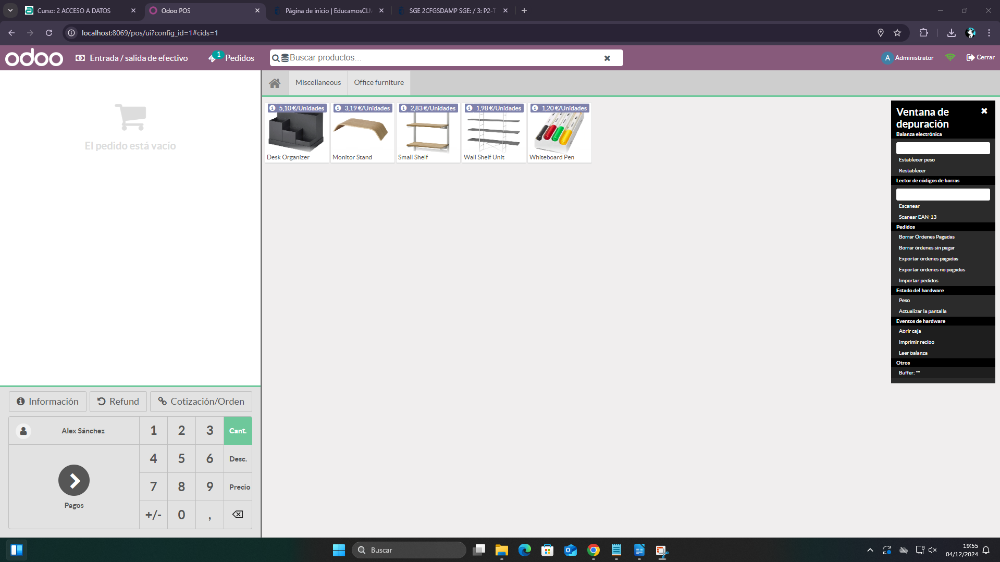 Curso: 2 ACCESO A DATOS
Odoo POS
Página de inicio | EducamosCLM
SGE 2CFGSDAMP SGE: / 3: P2-T
localhost:8069/pos/ui?config_id=1#cids=1
odoo
Entrada / salida de efectivo
1
Pedidos
Buscar productos...
A
Administrator
Cerrar
Miscellaneous
Office furniture
El pedido está vacío
5,10 €/Unidades
Desk Organizer
3,19 €/Unidades
Monitor Stand
2,83 €/Unidades
Small Shelf
1,98 €/Unidades
Wall Shelf Unit
1,20 €/Unidades
Whiteboard Pen
Ventana de
depuración
Balanza electrónica
Establecer peso
Restablecer
Lector de códigos de barras
Escanear
Scanear EAN-13
Pedidos
Borrar Órdenes Pagadas
Borrar órdenes sin pagar
Exportar órdenes pagadas
Exportar órdenes no pagadas
Importar pedidos
Estado del hardware
Peso
Actualizar la pantalla
Eventos de hardware
Abrir caja
Imprimir recibo
Leer balanza
Otros
Buffer: ""
Información
Refund
Cotización/Orden
Alex Sánchez
1 2 3 Cant.
4 5 6 Desc.
7 8 9 Precio
Pagos
+/- 0 ,
Buscar
19:55
04/12/2024